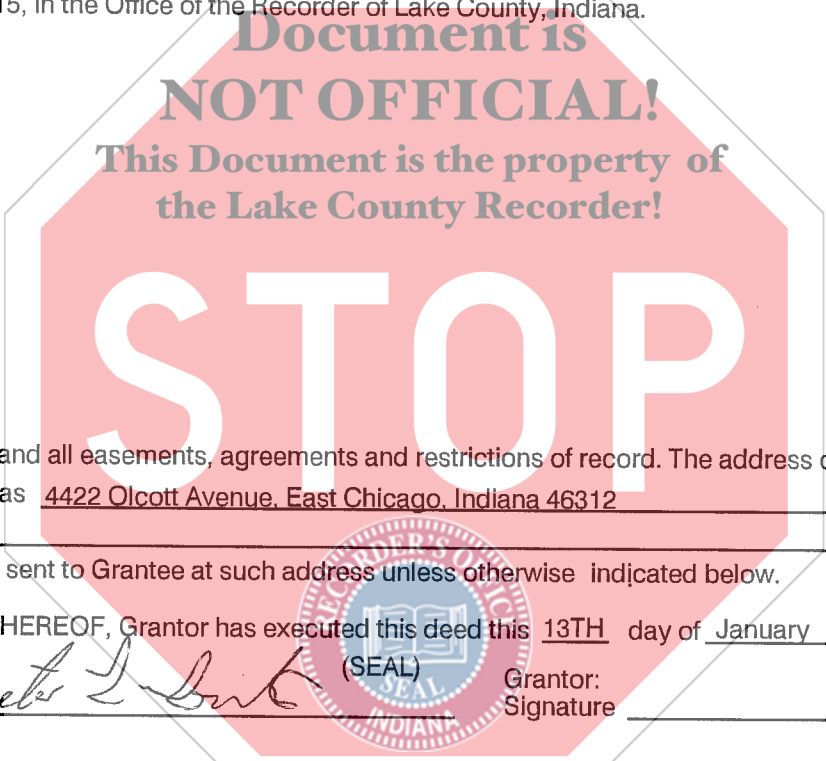 15, in the Office of the Recorder of Lake County, Indiana.
Document is
NOT OFFICIAL!
This Document is the property of
the Lake County Recorder!
STOP
and all easements, agreements and restrictions of record. The address
as 4422 Olcott Avenue, East Chicago, Indiana 46312
sent to Grantee at such address unless otherwise indicated below.
HEREOF, Grantor has executed this deed this 13TH day of January
(SEAL)
Grantor:
Signature
RECORDER'S OFFIC
SEAL
INDIANA